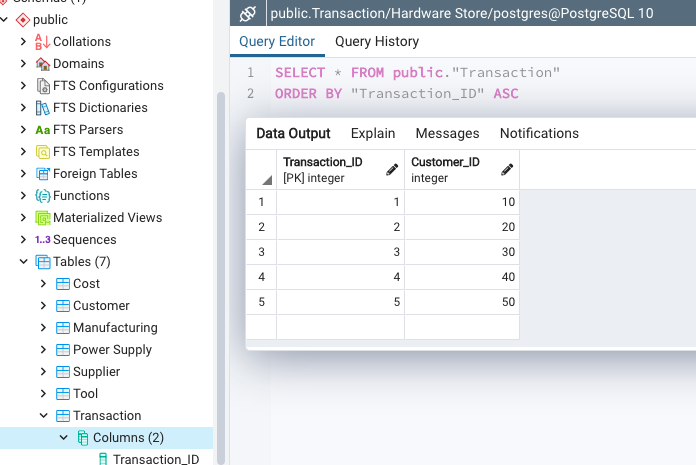 public
Collations
Domains
FTS Configurations
FTS Dictionaries
Aa FTS Parsers
FTS Templates
Foreign Tables
Functions
Materialized Views
1..3 Sequences
Tables (7)
Cost
Customer
Manufacturing
Power Supply
Supplier
Tool
Transaction
Columns (2)
Transaction_ID
public.Transaction/Hardware Store/postgres@PostgreSQL 10
Query Editor Query History
1 SELECT * FROM public."Transaction"
2 ORDER BY "Transaction_ID" ASC
Data Output Explain Messages Notifications
Transaction_ID Customer_ID
[PK] integer integer
1 1 10
2 2 20
3 3 30
4 4 40
5 5 50